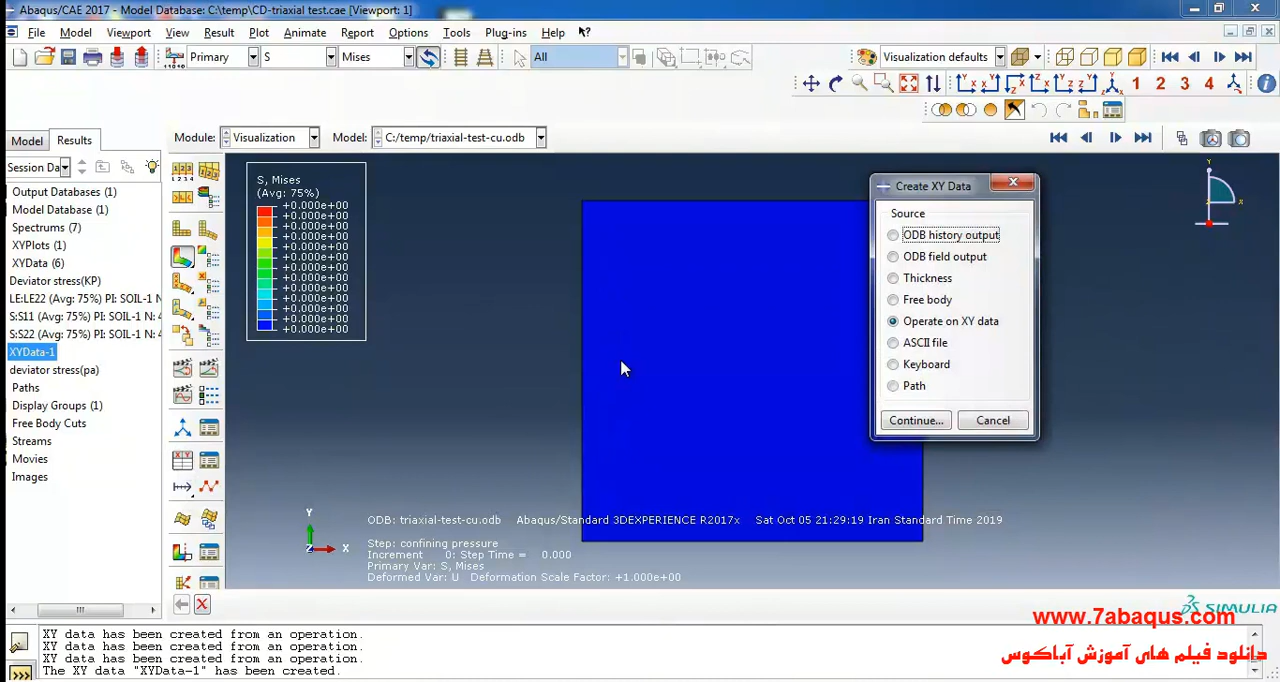 Abaqus/CAE 2017 - Model Database: C:\temp\CD-triaxial test.cae [Viewport: 1]
File Model Viewport View Result Plot Animate Report Options Tools Plug-ins Help
Primary S Mises All Visualization defaults
1 2 3 4
Model Results Module: Visualization Model: C:/temp/triaxial-test-cu.odb
Session Da
Output Databases (1)
Model Database (1)
Spectrums (7)
XYPlots (1)
XYData (6)
Deviator stress(KP)
LE:LE22 (Avg: 75%) PI: SOIL-1 N:
S:S11 (Avg: 75%) PI: SOIL-1 N: 4
S:S22 (Avg: 75%) PI: SOIL-1 N: 4
XYData-1
deviator stress(pa)
Paths
Display Groups (1)
Free Body Cuts
Streams
Movies
Images
S, Mises
(Avg: 75%)
+0.000e+00
+0.000e+00
+0.000e+00
+0.000e+00
+0.000e+00
+0.000e+00
+0.000e+00
+0.000e+00
+0.000e+00
+0.000e+00
+0.000e+00
+0.000e+00
+0.000e+00
Create XY Data
Source
ODB history output
ODB field output
Thickness
Free body
Operate on XY data
ASCII file
Keyboard
Path
Continue... Cancel
Y
X
Y
Z X
ODB: triaxial-test-cu.odb Abaqus/Standard 3DEXPERIENCE R2017x Sat Oct 05 21:29:19 Iran Standard Time 2019
Step: confining pressure
Increment 0: Step Time = 0.000
Primary Var: S, Mises
Deformed Var: U Deformation Scale Factor: +1.000e+00
SIMULIA
www.7abaqus.com
دانلود فیلم های آموزش آباکوس
XY data has been created from an operation.
XY data has been created from an operation.
XY data has been created from an operation.
The XY data "XYData-1" has been created.